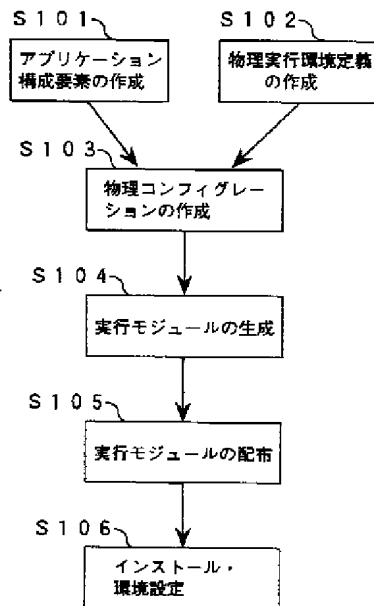 S101
アプリケーション
構成要素の作成
S102
物理実行環境定義
の作成
S103
物理コンフィグレー
ションの作成
S104
実行モジュールの生成
S105
実行モジュールの配布
S106
インストール・
環境設定